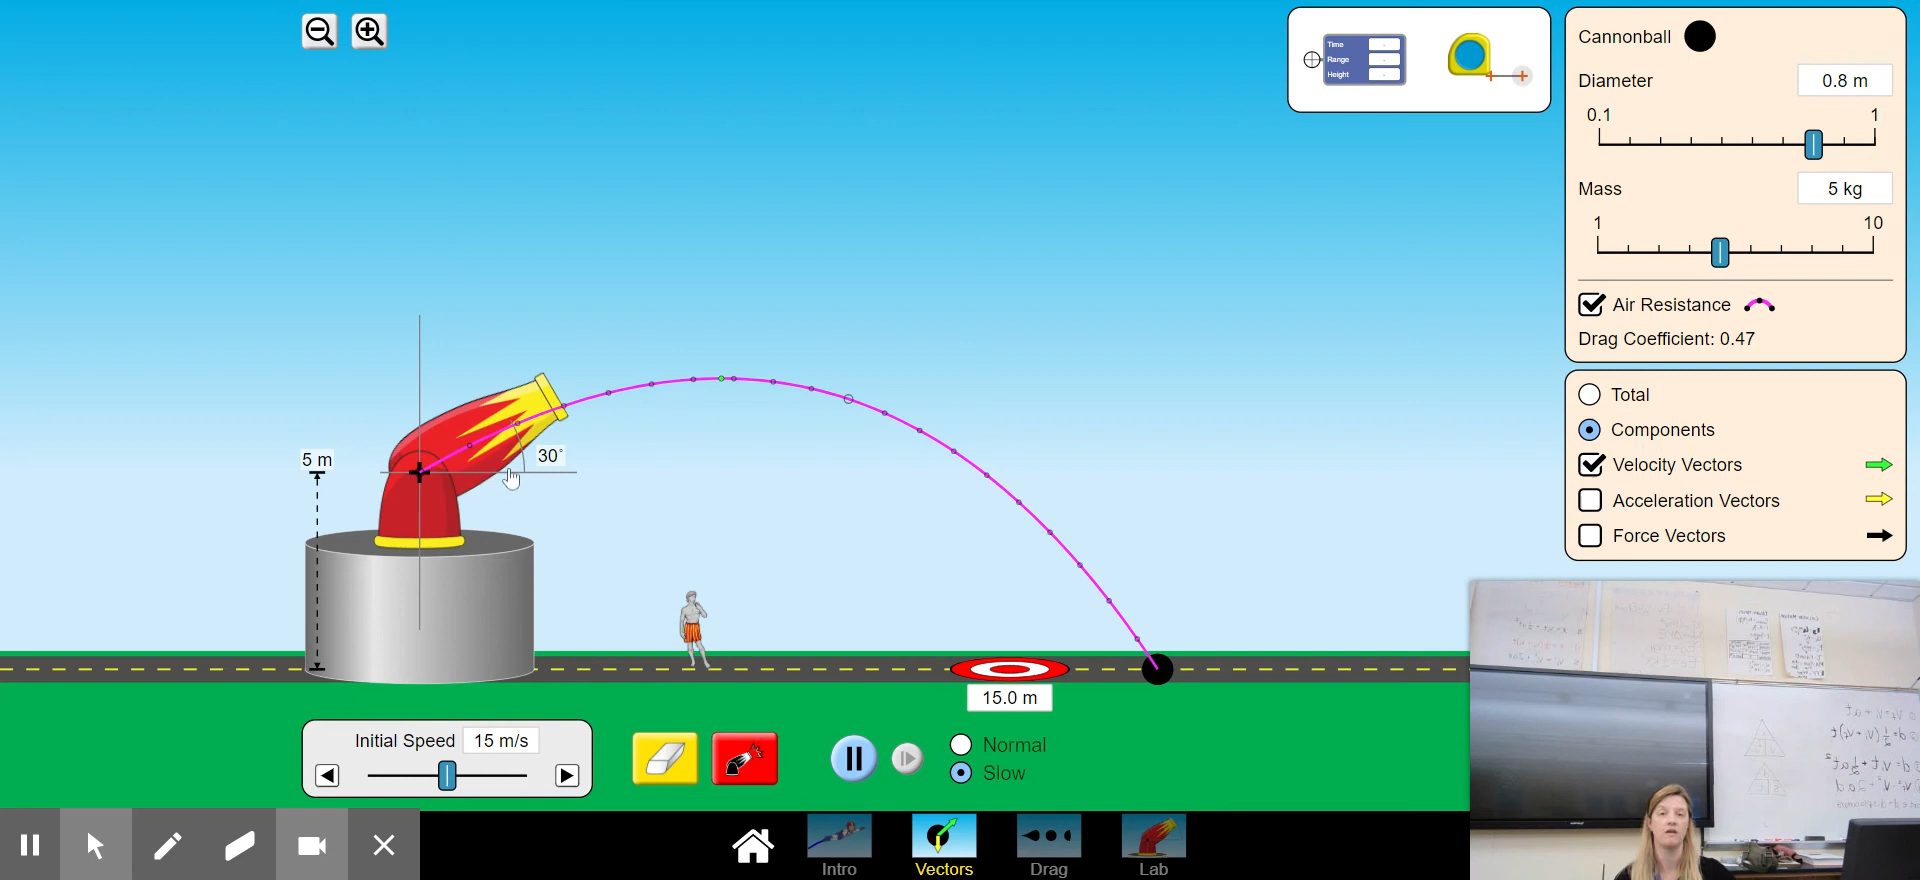 Time -
Range -
Height -
Cannonball
Diameter 0.8 m
0.1 1
Mass 5 kg
1 10
Air Resistance
Drag Coefficient: 0.47
Total
Components
Velocity Vectors
Acceleration Vectors
Force Vectors
30°
5 m
15.0 m
Initial Speed 15 m/s
Normal
Slow
Intro
Vectors
Drag
Lab